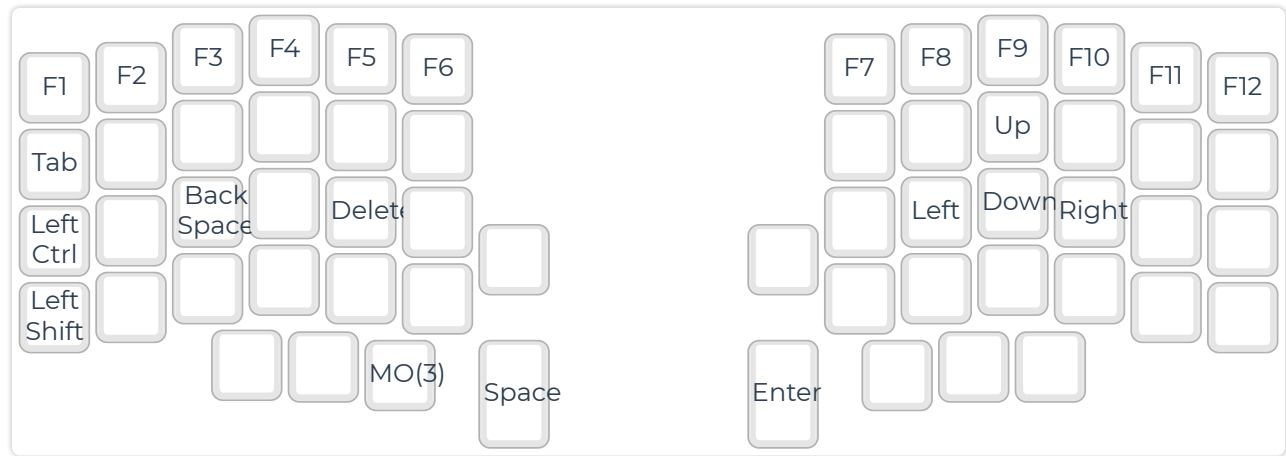 F1 F2 F3 F4 F5 F6 F7 F8 F9 F10 F11 F12
Tab Up
Left
Ctrl
Back
Space
Delete Left Down Right
Left
Shift
MO(3) Space Enter